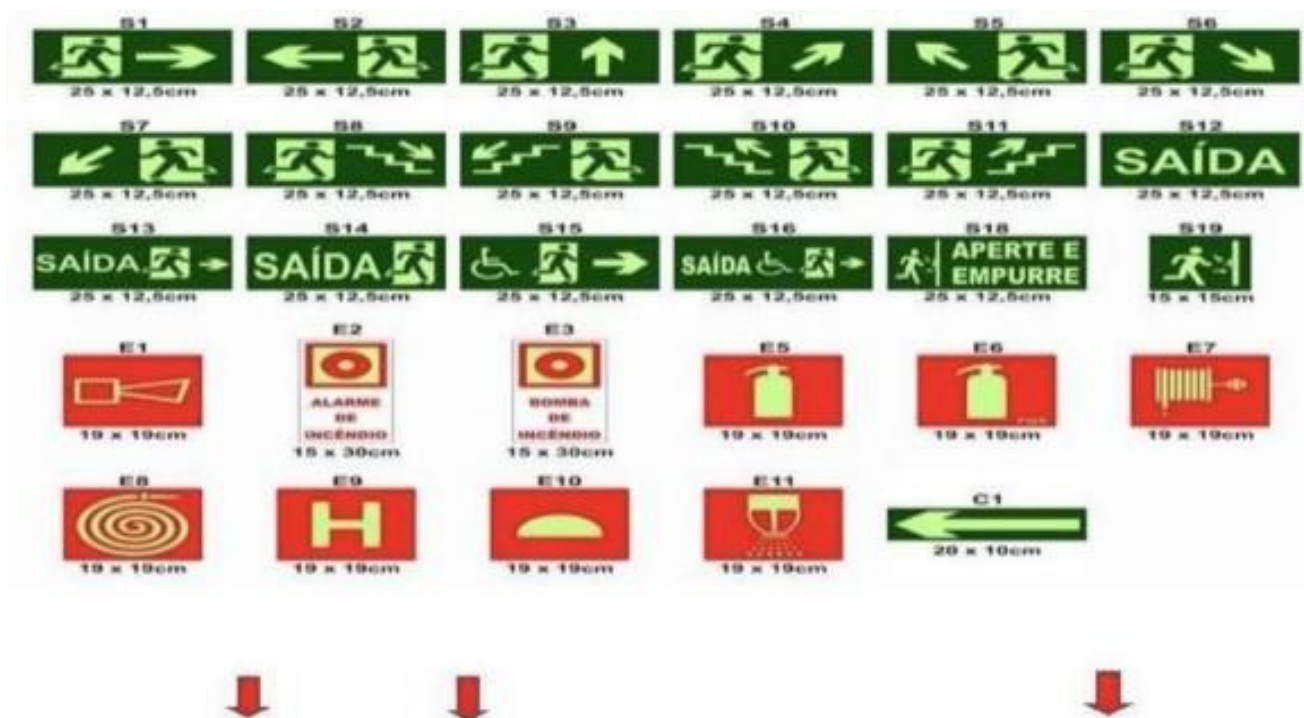 S1 S2 S3 S4 S5 S6
25 x 12,5cm 25 x 12,5cm 25 x 12,5cm 25 x 12,5cm 25 x 12,5cm 25 x 12,5cm
S7 S8 S9 S10 S11 S12
SAÍDA
25 x 12,5cm 25 x 12,5cm 25 x 12,5cm 25 x 12,5cm 25 x 12,5cm 25 x 12,5cm
S13 S14 S15 S16 S18 S19
SAÍDA SAÍDA SAÍDA APERTE E
EMPURRE
25 x 12,5cm 25 x 12,5cm 25 x 12,5cm 25 x 12,5cm 25 x 12,5cm 15 x 15cm
E1 E2 E3 E5 E6 E7
ALARME BOMBA
DE DE
INCÊNDIO INCÊNDIO
19 x 19cm 15 x 30cm 15 x 30cm 19 x 19cm 19 x 19cm 19 x 19cm
E8 E9 E10 E11 C1
H
19 x 19cm 19 x 19cm 19 x 19cm 19 x 19cm 20 x 10cm